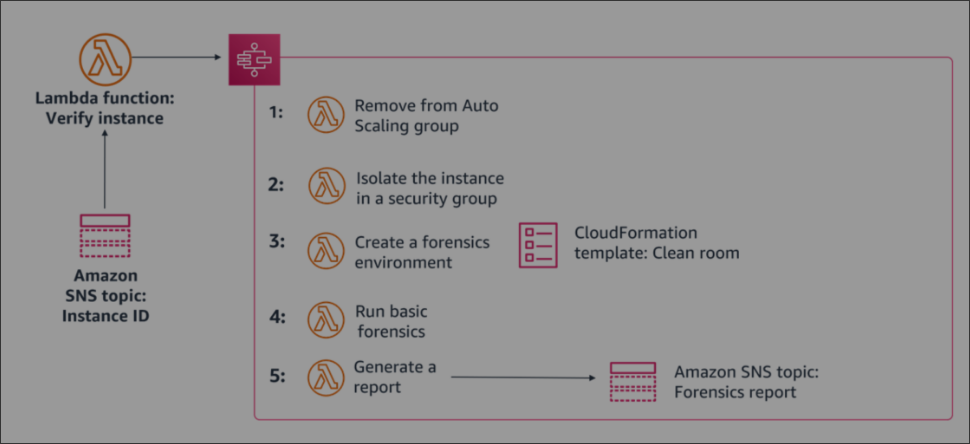 Lambda function:
Verify instance
Amazon
SNS topic:
Instance ID
1:
Remove from Auto
Scaling group
2:
Isolate the instance
in a security group
3:
Create a forensics
environment
CloudFormation
template: Clean room
4:
Run basic
forensics
5:
Generate a
report
Amazon SNS topic:
Forensics report